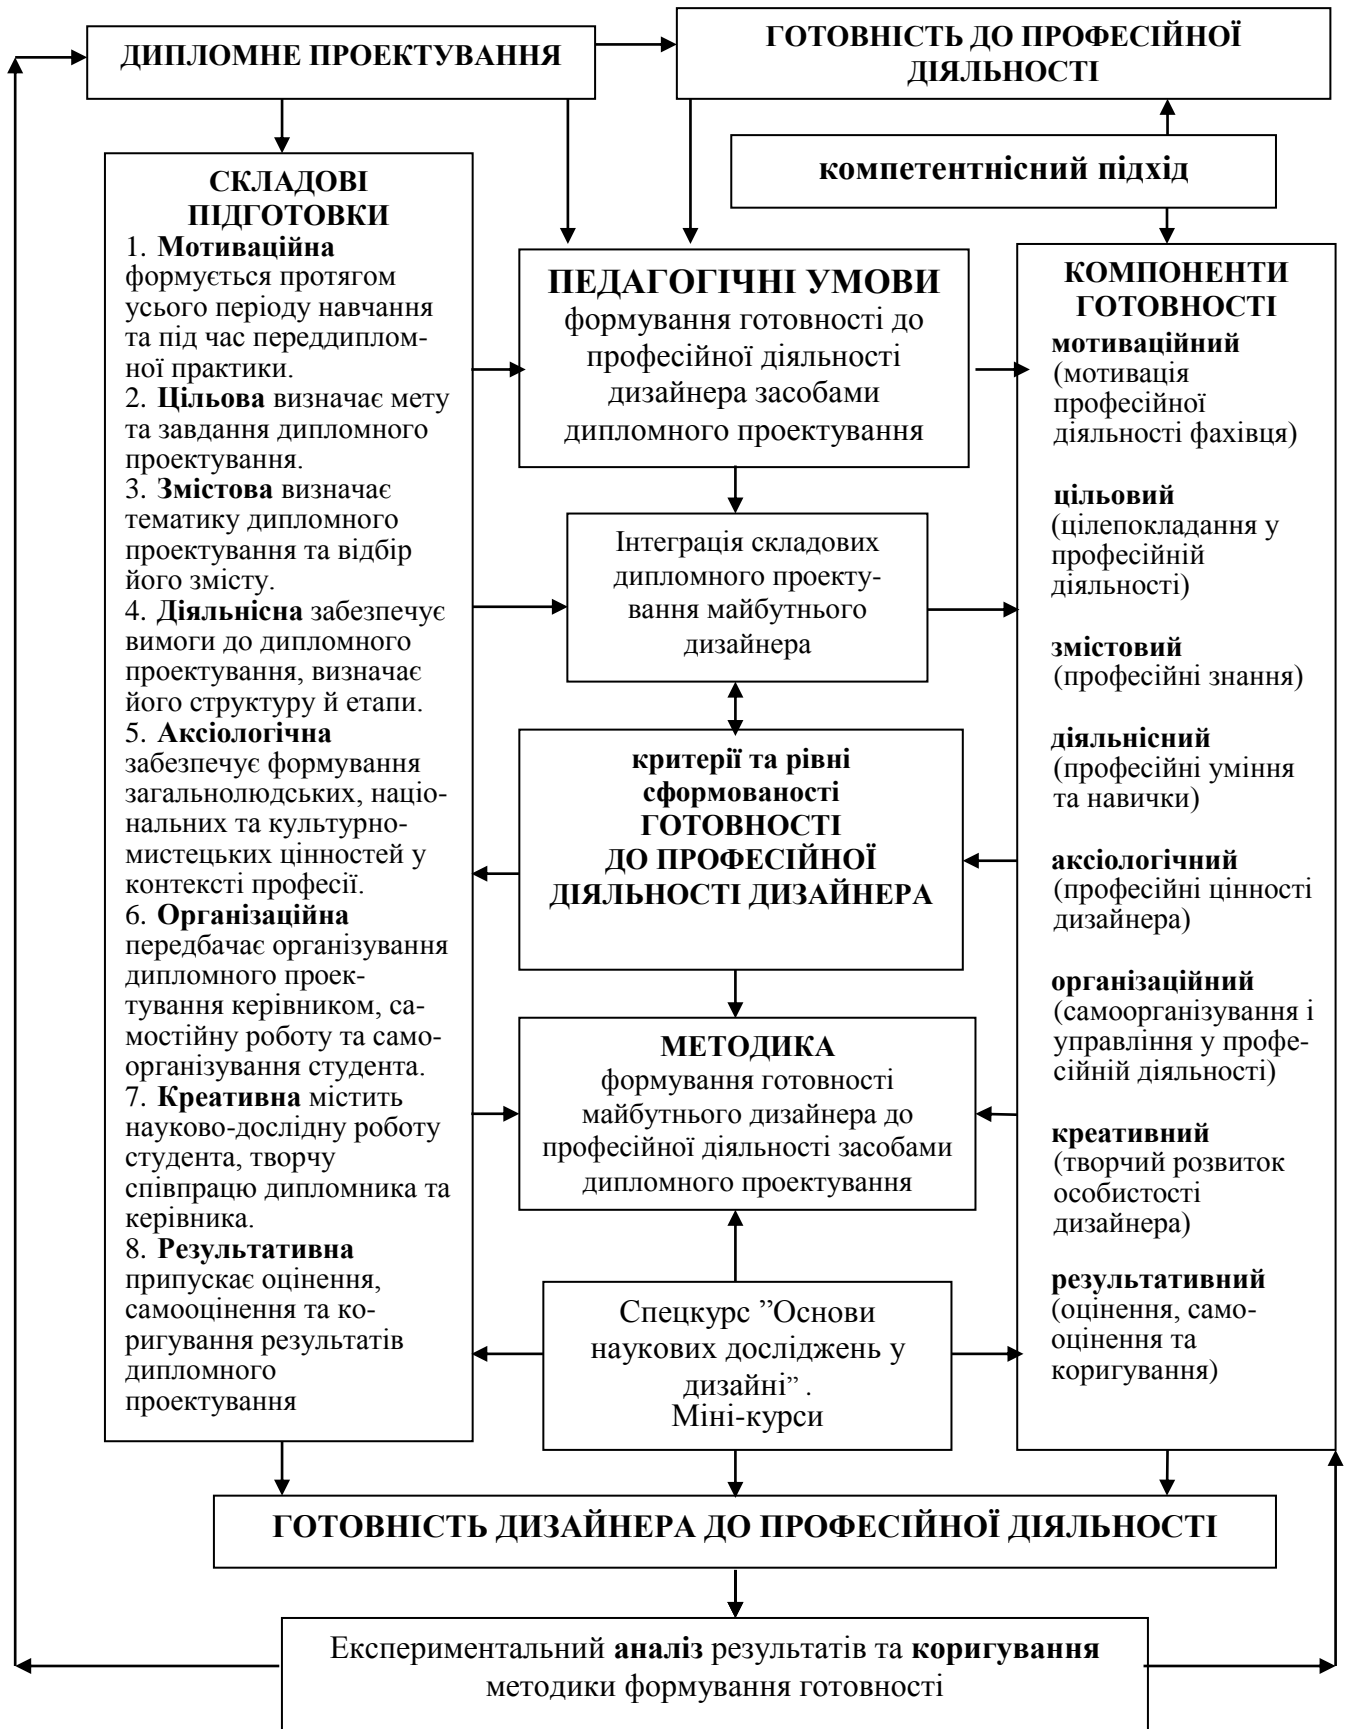 ДИПЛОМНЕ ПРОЕКТУВАННЯ
ГОТОВНІСТЬ ДО ПРОФЕСІЙНОЇ
ДІЯЛЬНОСТІ
компетентнісний підхід
СКЛАДОВІ
ПІДГОТОВКИ
1. Мотиваційна
формується протягом
усього періоду навчання
та під час переддиплом-
ної практики.
2. Цільова визначає мету
та завдання дипломного
проектування.
3. Змістова визначає
тематику дипломного
проектування та відбір
його змісту.
4. Діяльнісна забезпечує
вимоги до дипломного
проектування, визначає
його структуру й етапи.
5. Аксіологічна
забезпечує формування
загальнолюдських, націо-
нальних та культурно-
мистецьких цінностей у
контексті професії.
6. Організаційна
передбачає організування
дипломного проек-
тування керівником, са-
мостійну роботу та само-
організування студента.
7. Креативна містить
науково-дослідну роботу
студента, творчу
співпрацю дипломника та
керівника.
8. Результативна
припускає оцінення,
самооцінення та ко-
ригування результатів
дипломного
проектування
ПЕДАГОГІЧНІ УМОВИ
формування готовності до
професійної діяльності
дизайнера засобами
дипломного проектування
Інтеграція складових
дипломного проекту-
вання майбутнього
дизайнера
критерії та рівні
сформованості
ГОТОВНОСТІ
ДО ПРОФЕСІЙНОЇ
ДІЯЛЬНОСТІ ДИЗАЙНЕРА
МЕТОДИКА
формування готовності
майбутнього дизайнера до
професійної діяльності засобами
дипломного проектування
Спецкурс ”Основи
наукових досліджень у
дизайні” .
Міні-курси
КОМПОНЕНТИ
ГОТОВНОСТІ
мотиваційний
(мотивація
професійної
діяльності фахівця)
цільовий
(цілепокладання у
професійній
діяльності)
змістовий
(професійні знання)
діяльнісний
(професійні уміння
та навички)
аксіологічний
(професійні цінності
дизайнера)
організаційний
(самоорганізування і
управління у профе-
сійній діяльності)
креативний
(творчий розвиток
особистості
дизайнера)
результативний
(оцінення, само-
оцінення та
коригування)
ГОТОВНІСТЬ ДИЗАЙНЕРА ДО ПРОФЕСІЙНОЇ ДІЯЛЬНОСТІ
Експериментальний аналіз результатів та коригування
методики формування готовності